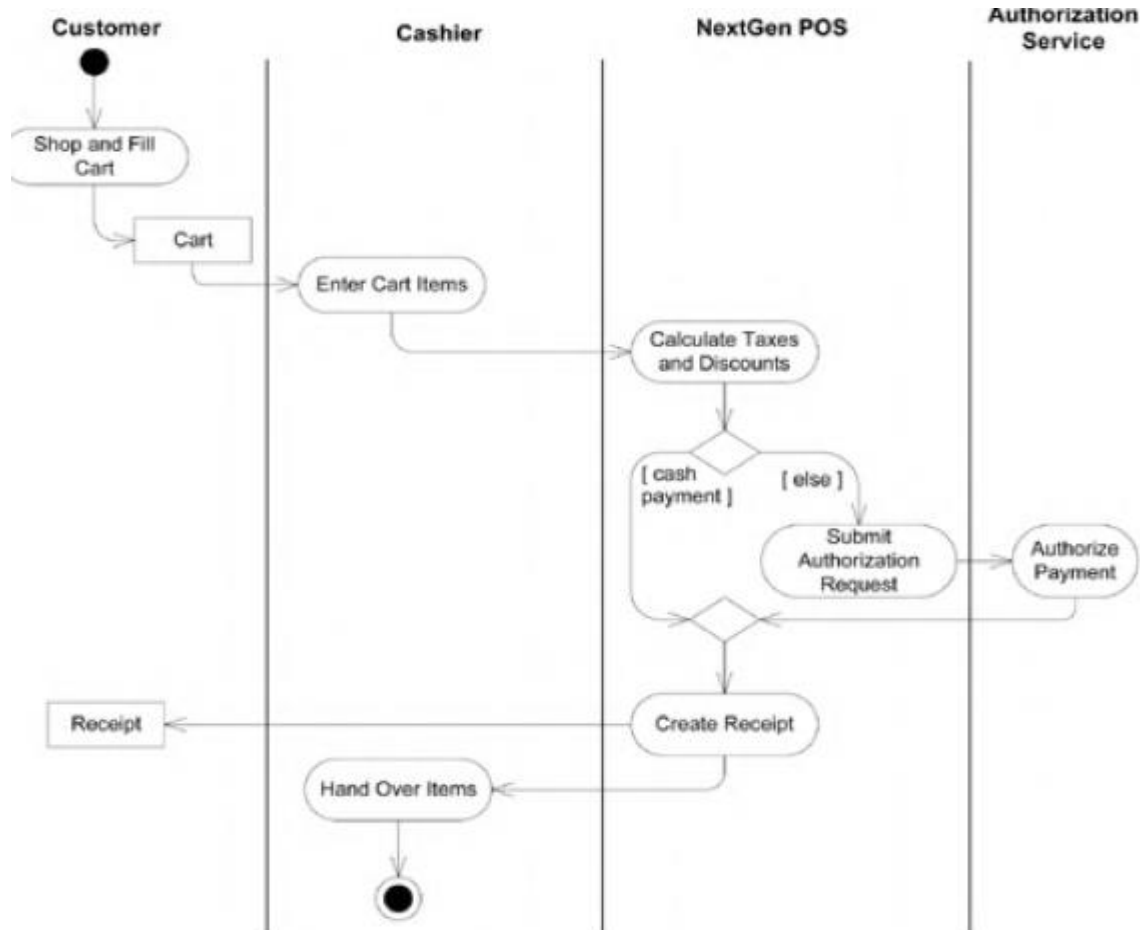 Customer
Cashier
NextGen POS
Authorization
Service
Shop and Fill
Cart
Cart
Enter Cart Items
Calculate Taxes
and Discounts
[ cash
payment ]
[ else ]
Submit
Authorization
Request
Authorize
Payment
Receipt
Create Receipt
Hand Over Items